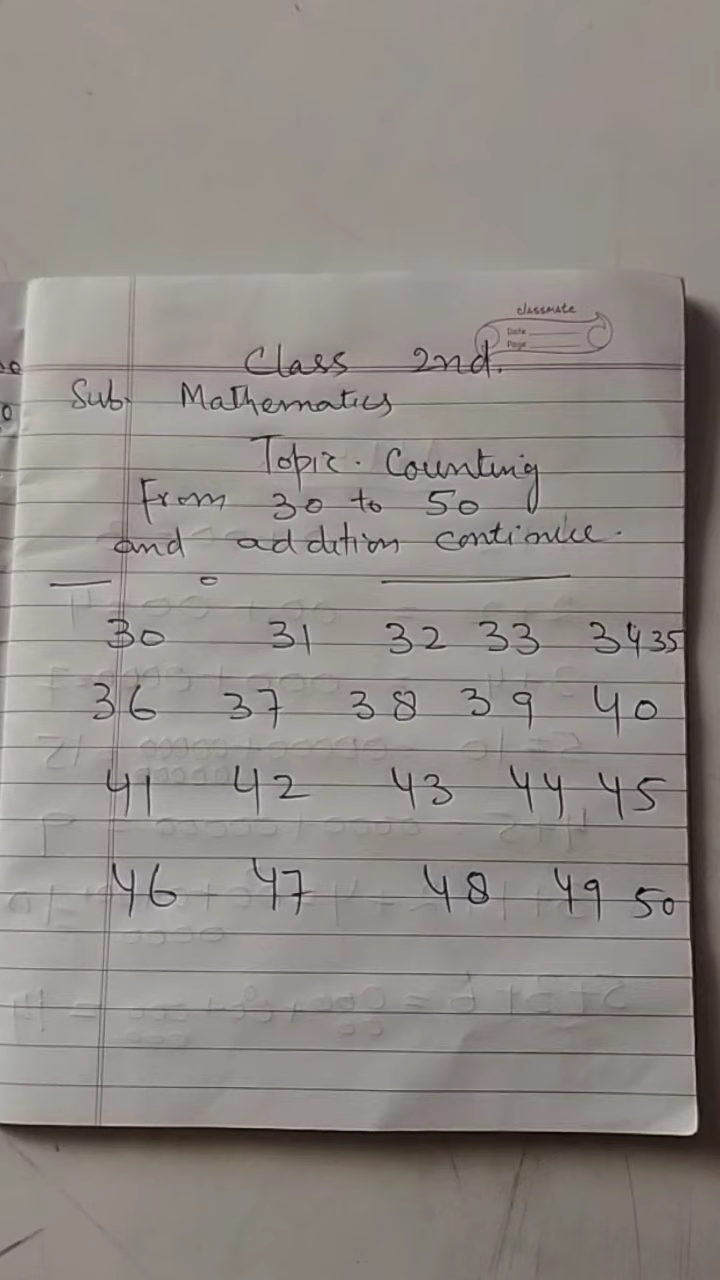 classmate
Date
Page
Class 2nd.
Sub. Mathematics
Topic. Counting
From 30 to 50
and addition continue.
30 31 32 33 34 35
36 37 38 39 40
41 42 43 44 45
46 47 48 49 50